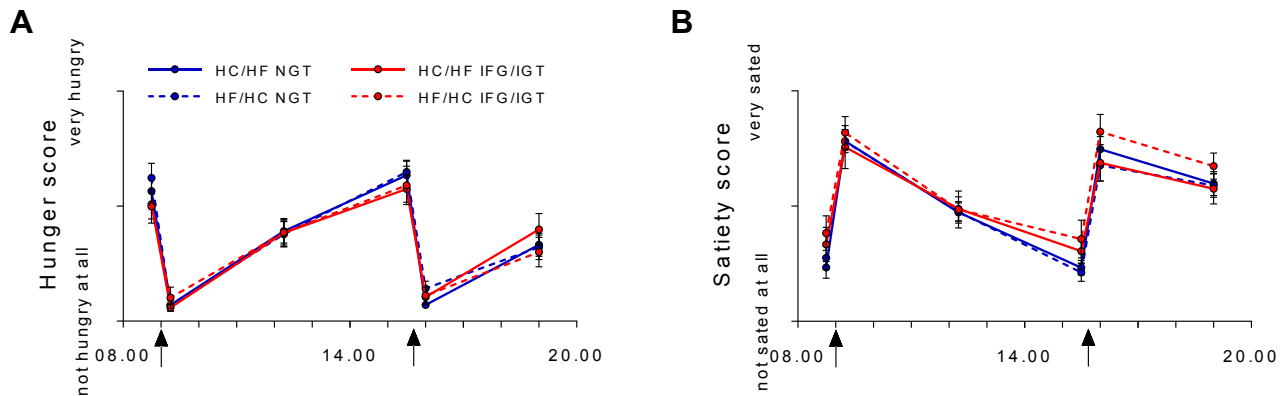 A
very hungry
Hunger score
not hungry at all
HC/HF NGT
HC/HF IFG/IGT
HF/HC NGT
HF/HC IFG/IGT
08.00
14.00
20.00
B
very sated
Satiety score
not sated at all
08.00
14.00
20.00